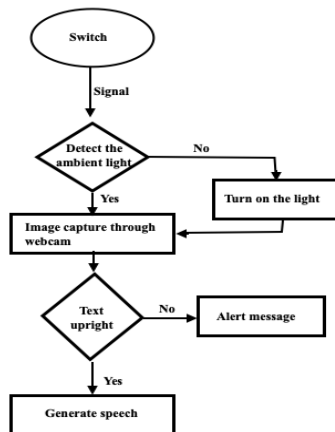 Switch
Signal
Detect the
ambient light
No
Yes
Turn on the light
Image capture through
webcam
Text
upright
No
Alert message
Yes
Generate speech